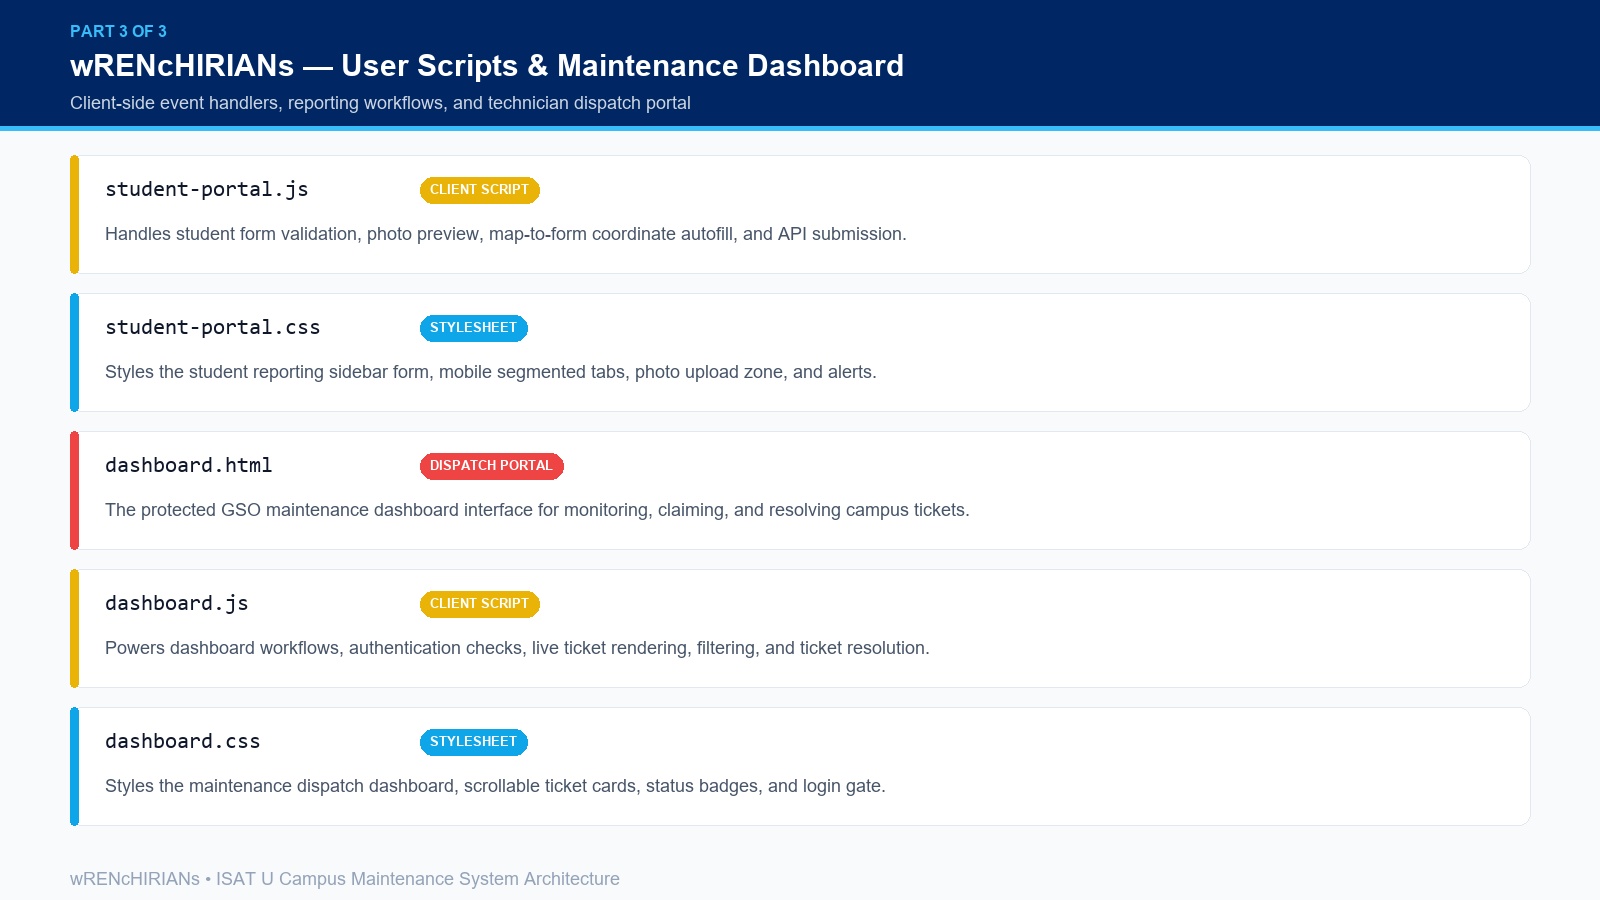 PART 3 OF 3
wRENcHIRIANs — User Scripts & Maintenance Dashboard
Client-side event handlers, reporting workflows, and technician dispatch portal
student-portal.js CLIENT SCRIPT
Handles student form validation, photo preview, map-to-form coordinate autofill, and API submission.
student-portal.css STYLESHEET
Styles the student reporting sidebar form, mobile segmented tabs, photo upload zone, and alerts.
dashboard.html DISPATCH PORTAL
The protected GSO maintenance dashboard interface for monitoring, claiming, and resolving campus tickets.
dashboard.js CLIENT SCRIPT
Powers dashboard workflows, authentication checks, live ticket rendering, filtering, and ticket resolution.
dashboard.css STYLESHEET
Styles the maintenance dispatch dashboard, scrollable ticket cards, status badges, and login gate.
wRENcHIRIANs • ISAT U Campus Maintenance System Architecture